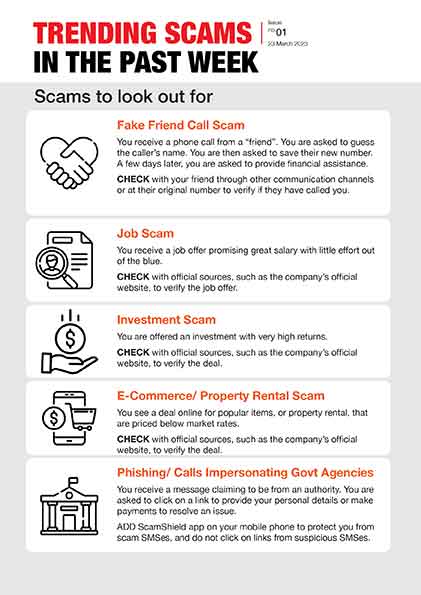 TRENDING SCAMS
IN THE PAST WEEK
Issue
no 01
23 March 2023
Scams to look out for
Fake Friend Call Scam
You receive a phone call from a “friend”. You are asked to guess
the caller’s name. You are then asked to save their new number.
A few days later, you are asked to provide financial assistance.
CHECK with your friend through other communication channels
or at their original number to verify if they have called you.
Job Scam
You receive a job offer promising great salary with little effort out
of the blue.
CHECK with official sources, such as the company’s official
website, to verify the job offer.
$
Investment Scam
You are offered an investment with very high returns.
CHECK with official sources, such as the company’s official
website, to verify the deal.
$
E-Commerce/ Property Rental Scam
You see a deal online for popular items, or property rental, that
are priced below market rates.
CHECK with official sources, such as the company’s official
website, to verify the deal.
Phishing/ Calls Impersonating Govt Agencies
You receive a message claiming to be from an authority. You are
asked to click on a link to provide your personal details or make
payments to resolve an issue.
ADD ScamShield app on your mobile phone to protect you from
scam SMSes, and do not click on links from suspicious SMSes.